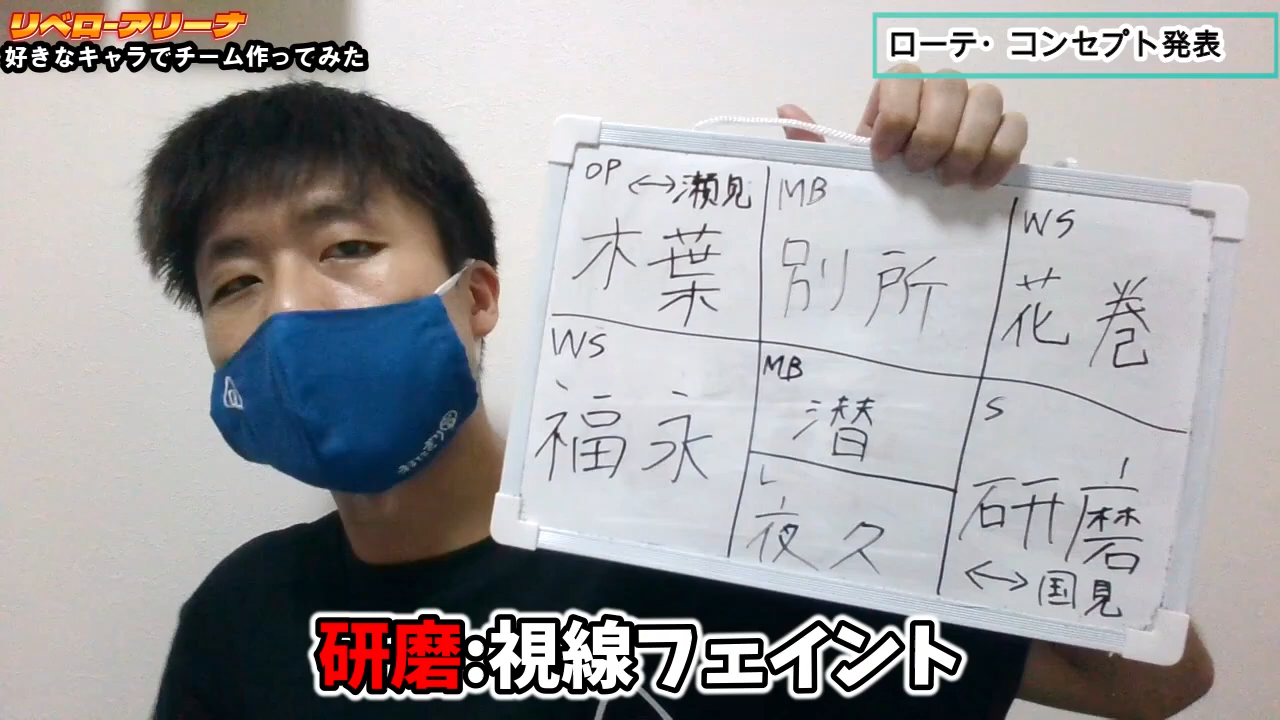 リベローアリーナ
好きなキャラでチーム作ってみた
ローテ・コンセプト発表
OP ↔瀬見
木葉
MB
別所
WS
花巻
WS
福永
MB
潜
L
夜久
S
研磨
↔国見
研磨:視線フェイント